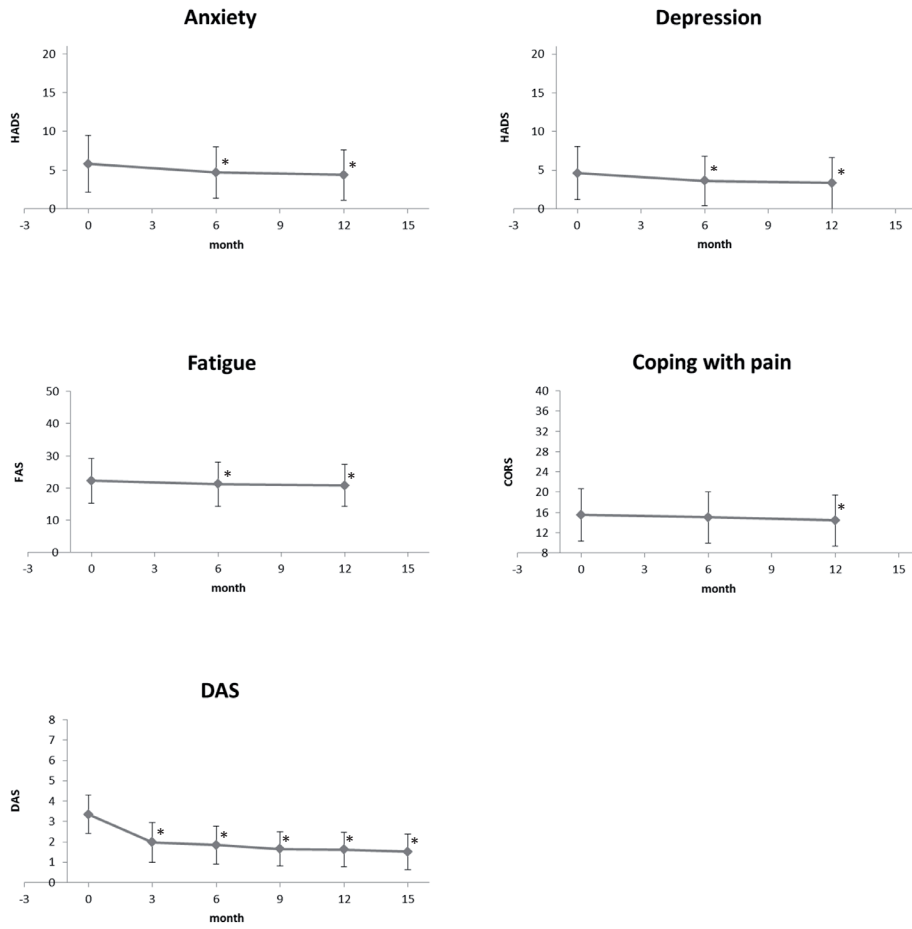 Anxiety
20
15
10
5
0
HADS
-3 0 3 6 9 12 15
month
* *
Depression
20
15
10
5
0
HADS
-3 0 3 6 9 12 15
month
* *
Fatigue
50
40
30
20
10
0
FAS
-3 0 3 6 9 12 15
month
* *
Coping with pain
40
36
32
28
24
20
16
12
8
CORS
-3 0 3 6 9 12 15
month
*
DAS
8
7
6
5
4
3
2
1
0
DAS
-3 0 3 6 9 12 15
month
* * * * *